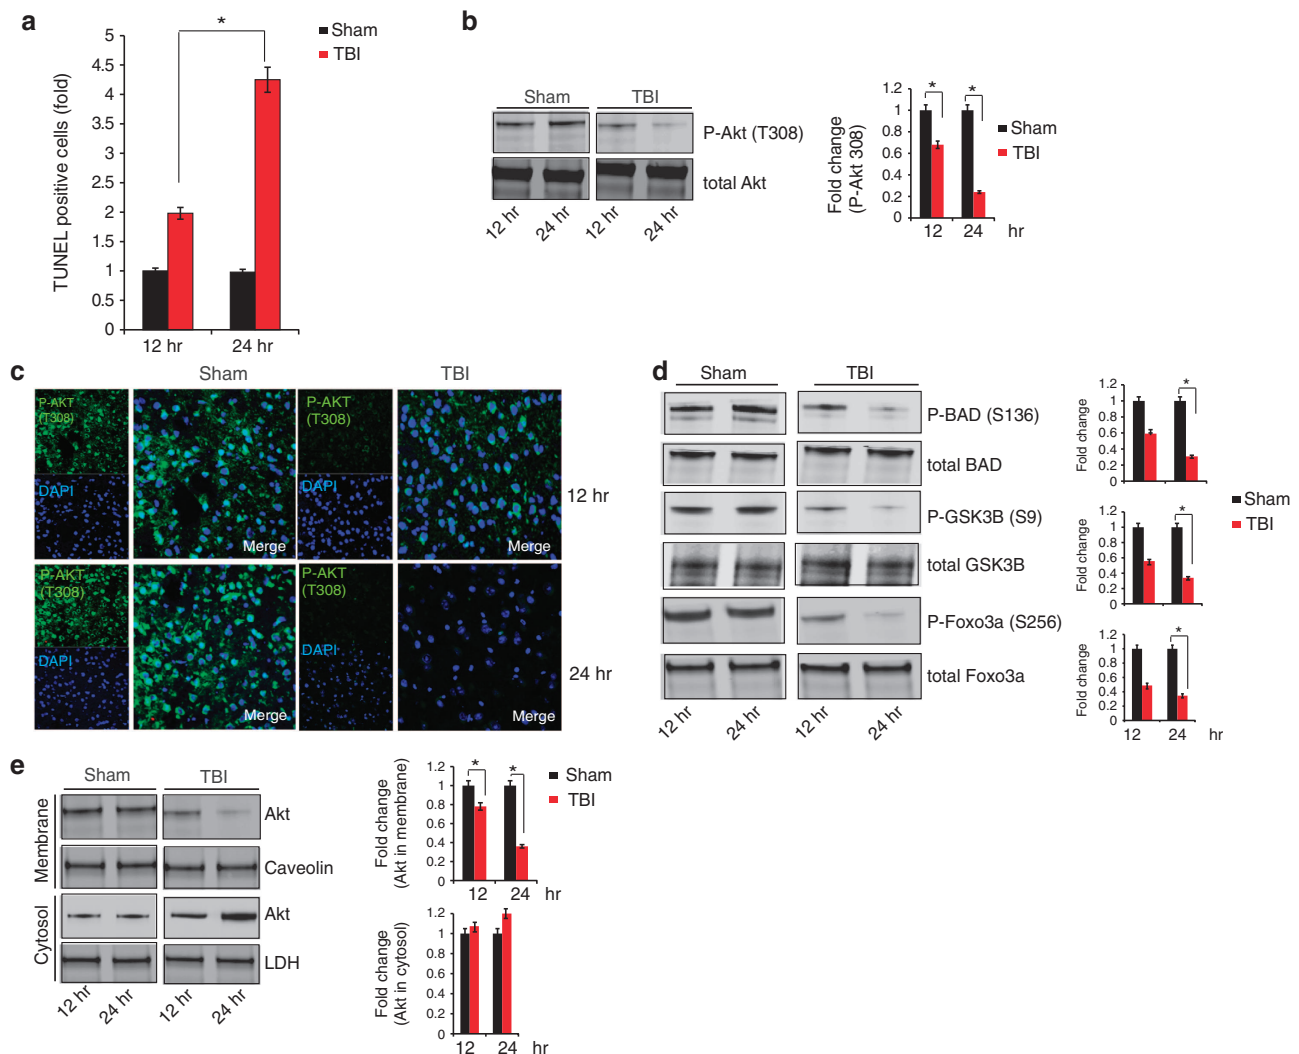 a
*
Sham
TBI
TUNEL positive cells (fold)
5
4.5
4
3.5
3
2.5
2
1.5
1
0.5
0
12 hr
24 hr
b
Sham
TBI
P-Akt (T308)
total Akt
12 hr
24 hr
12 hr
24 hr
Fold change
(P-Akt 308)
1.2
1
0.8
0.6
0.4
0.2
0
*
*
Sham
TBI
12
24
hr
c
Sham
TBI
P-AKT
(T308)
DAPI
Merge
P-AKT
(T308)
DAPI
Merge
12 hr
P-AKT
(T308)
DAPI
Merge
P-AKT
(T308)
DAPI
Merge
24 hr
d
Sham
TBI
P-BAD (S136)
total BAD
P-GSK3B (S9)
total GSK3B
P-Foxo3a (S256)
total Foxo3a
12 hr
24 hr
12 hr
24 hr
Fold change
1.2
1
0.8
0.6
0.4
0.2
0
*
Fold change
1.2
1
0.8
0.6
0.4
0.2
0
*
Sham
TBI
Fold change
1.2
1
0.8
0.6
0.4
0.2
0
*
12
24
hr
e
Sham
TBI
Membrane
Akt
Caveolin
Cytosol
Akt
LDH
12 hr
24 hr
12 hr
24 hr
Fold change
(Akt in membrane)
1.2
1
0.8
0.6
0.4
0.2
0
*
*
Sham
TBI
12
24
hr
Fold change
(Akt in cytosol)
1.2
1
0.8
0.6
0.4
0.2
0
12
24
hr